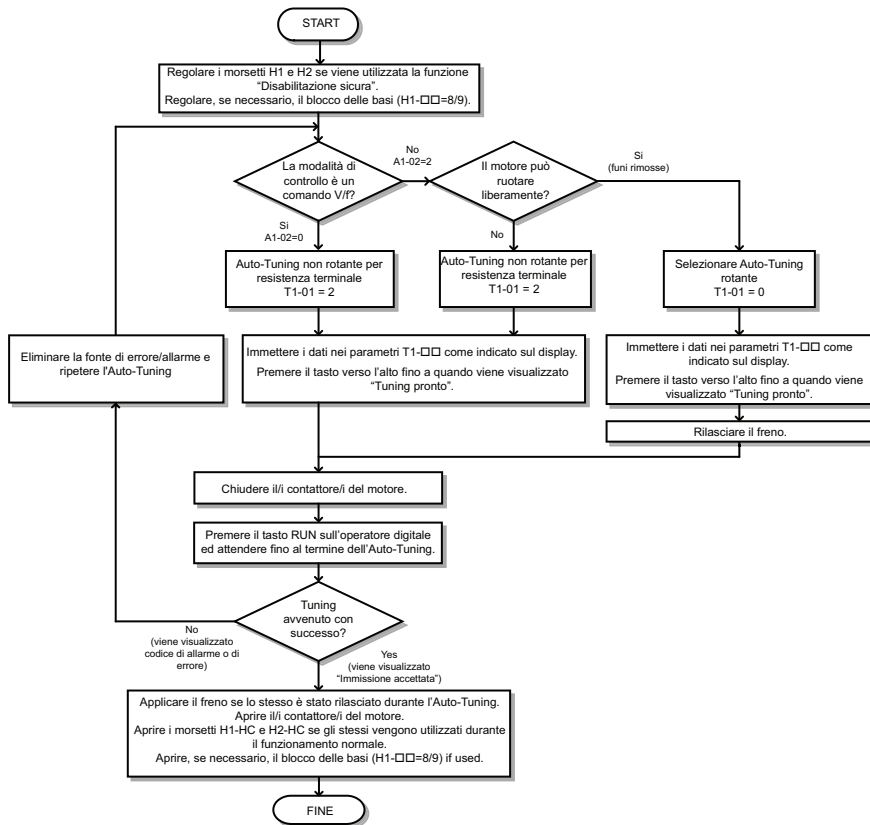 START
Regolare i morsetti H1 e H2 se viene utilizzata la funzione
“Disabilitazione sicura”.
Regolare, se necessario, il blocco delle basi (H1-□□=8/9).
La modalità di
controllo è un
comando V/f?
No
A1-02=2
Il motore può
ruotare
liberamente?
Si
(funi rimosse)
Si
A1-02=0
No
Auto-Tuning non rotante per
resistenza terminale
T1-01 = 2
Auto-Tuning non rotante per
resistenza terminale
T1-01 = 2
Selezionare Auto-Tuning
rotante
T1-01 = 0
Eliminare la fonte di errore/allarme e
ripetere l'Auto-Tuning
Immettere i dati nei parametri T1-□□ come indicato sul display.
Premere il tasto verso l’alto fino a quando viene visualizzato
“Tuning pronto”.
Immettere i dati nei parametri T1-□□ come
indicato sul display.
Premere il tasto verso l’alto fino a quando viene
visualizzato “Tuning pronto”.
Rilasciare il freno.
Chiudere il/i contattore/i del motore.
Premere il tasto RUN sull’operatore digitale
ed attendere fino al termine dell’Auto-Tuning.
Tuning
avvenuto con
successo?
No
(viene visualizzato
codice di allarme o di
errore)
Yes
(viene visualizzato
“Immissione accettata”)
Applicare il freno se lo stesso è stato rilasciato durante l’Auto-Tuning.
Aprire il/i contattore/i del motore.
Aprire i morsetti H1-HC e H2-HC se gli stessi vengono utilizzati durante
il funzionamento normale.
Aprire, se necessario, il blocco delle basi (H1-□□=8/9) if used.
FINE